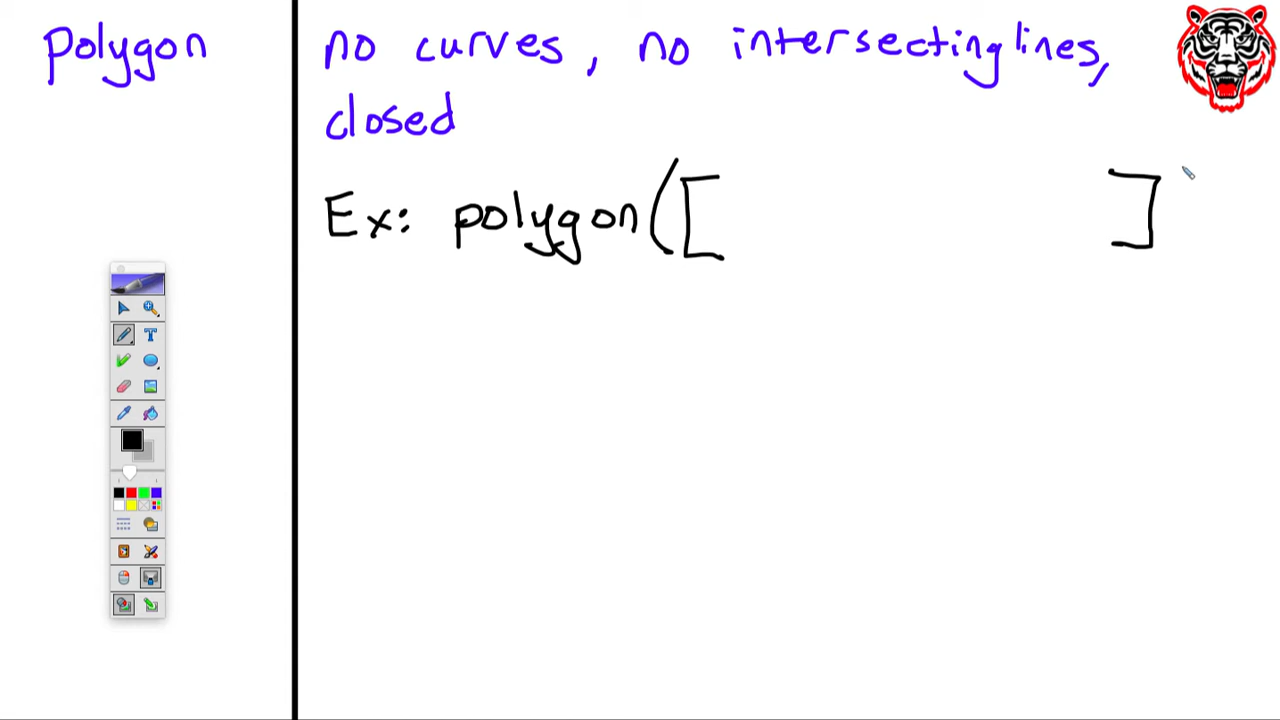 polygon
no curves, no intersecting lines,
closed
Ex: polygon([ ]